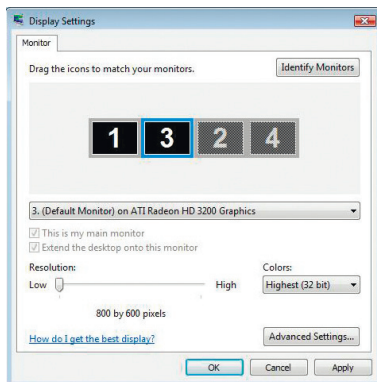 Display Settings
Monitor
Drag the icons to match your monitors.
Identify Monitors
1 3 2 4
3. (Default Monitor) on ATI Radeon HD 3200 Graphics
This is my main monitor
Extend the desktop onto this monitor
Resolution:
Colors:
Low High
Highest (32 bit)
800 by 600 pixels
How do I get the best display?
Advanced Settings...
OK Cancel Apply